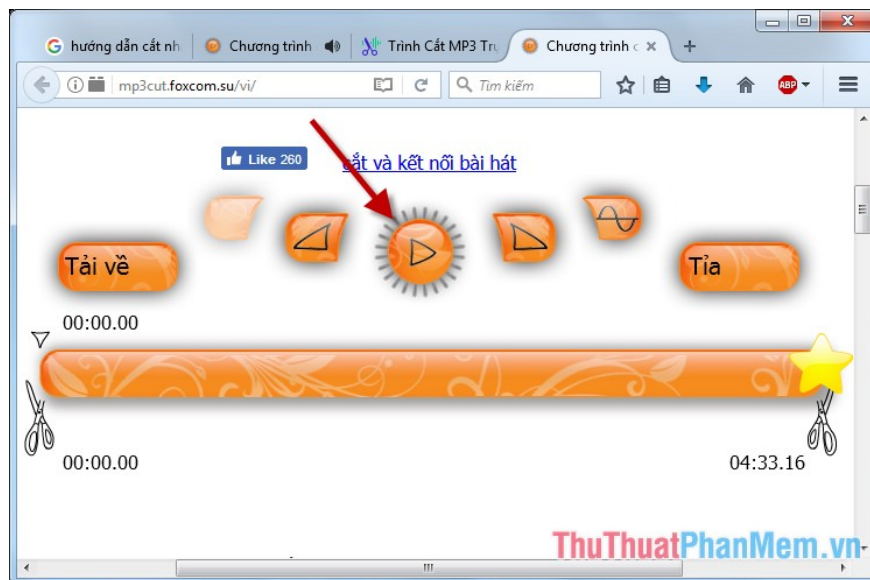 hướng dẫn cắt nh
Chương trình
Trình Cắt MP3 Trụ
Chương trình c
mp3cut.foxcom.su/vi/
Tìm kiếm
ABP
Like 260
cắt và kết nối bài hát
Tải về
Tỉa
00:00.00
00:00.00
04:33.16
ThuThuatPhanMem.vn